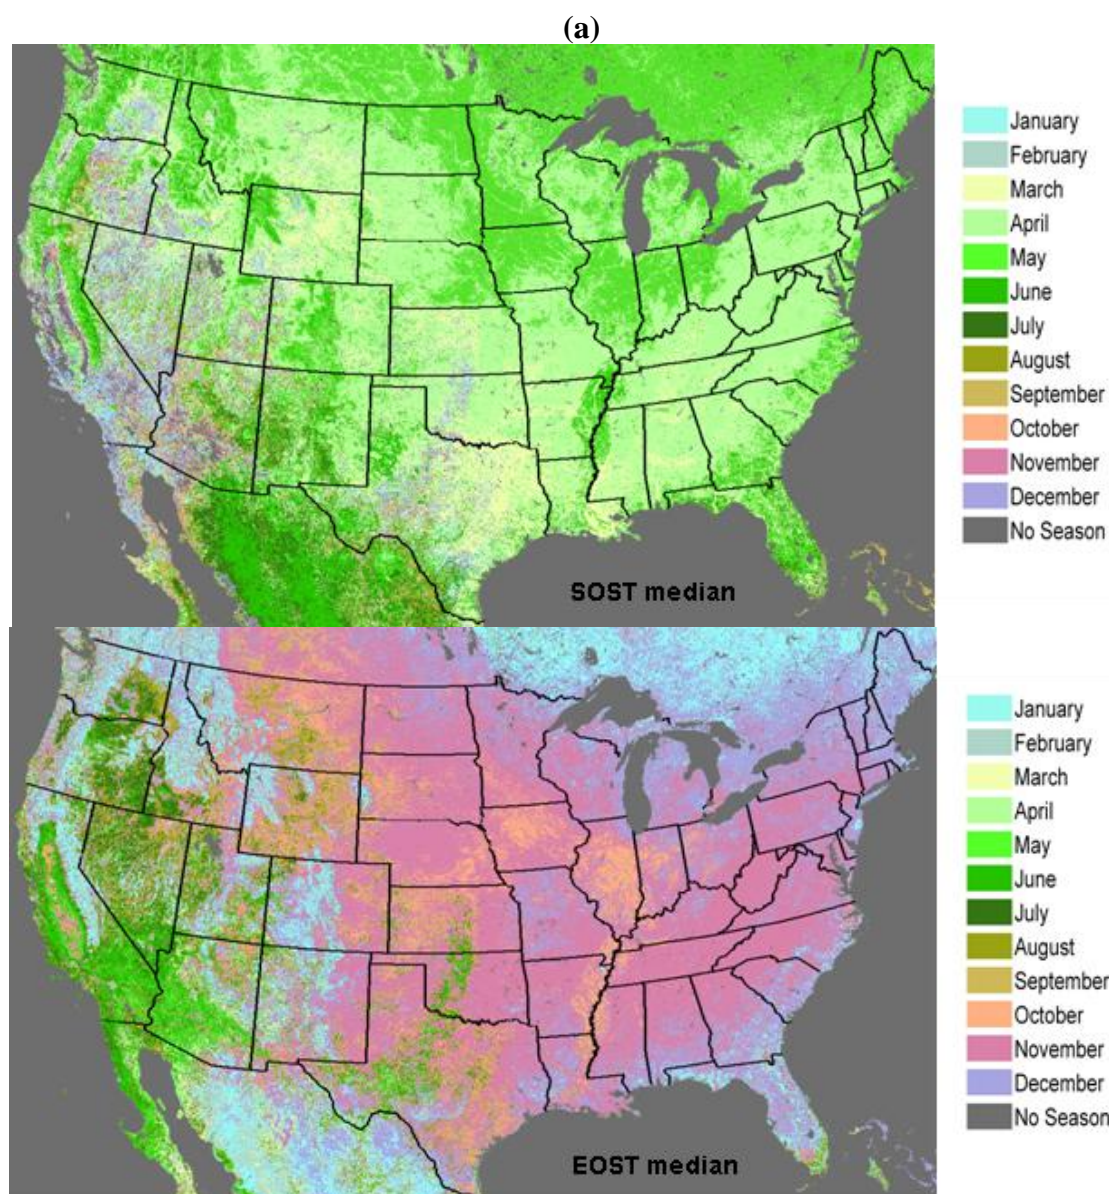 (a)
January
February
March
April
May
June
July
August
September
October
November
December
No Season
SOST median
January
February
March
April
May
June
July
August
September
October
November
December
No Season
EOST median